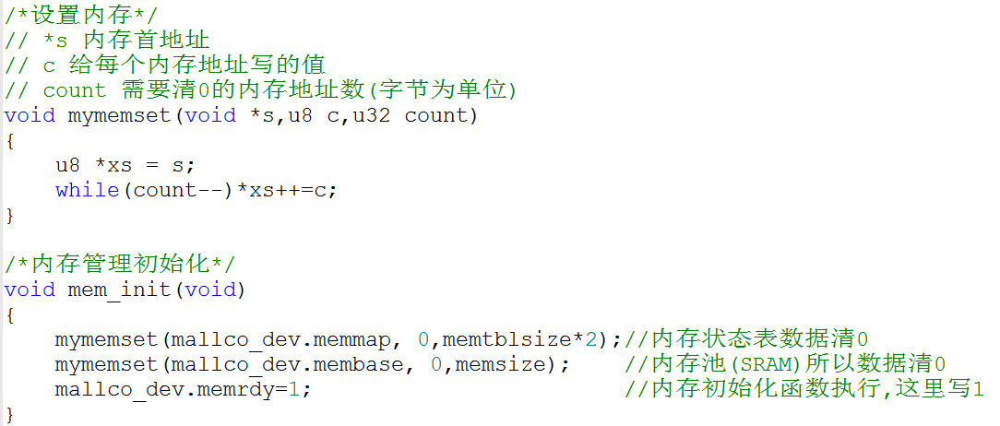 /*设置内存*/
// *s 内存首地址
// c 给每个内存地址写的值
// count 需要清0的内存地址数(字节为单位)
void mymemset(void *s,u8 c,u32 count)
{
    u8 *xs = s;
    while(count--)*xs++=c;
}

/*内存管理初始化*/
void mem_init(void)
{
    mymemset(mallco_dev.memmap, 0,memtblsize*2);//内存状态表数据清0
    mymemset(mallco_dev.membase, 0,memsize);    //内存池(SRAM)所以数据清0
    mallco_dev.memrdy=1;                        //内存初始化函数执行,这里写1
}